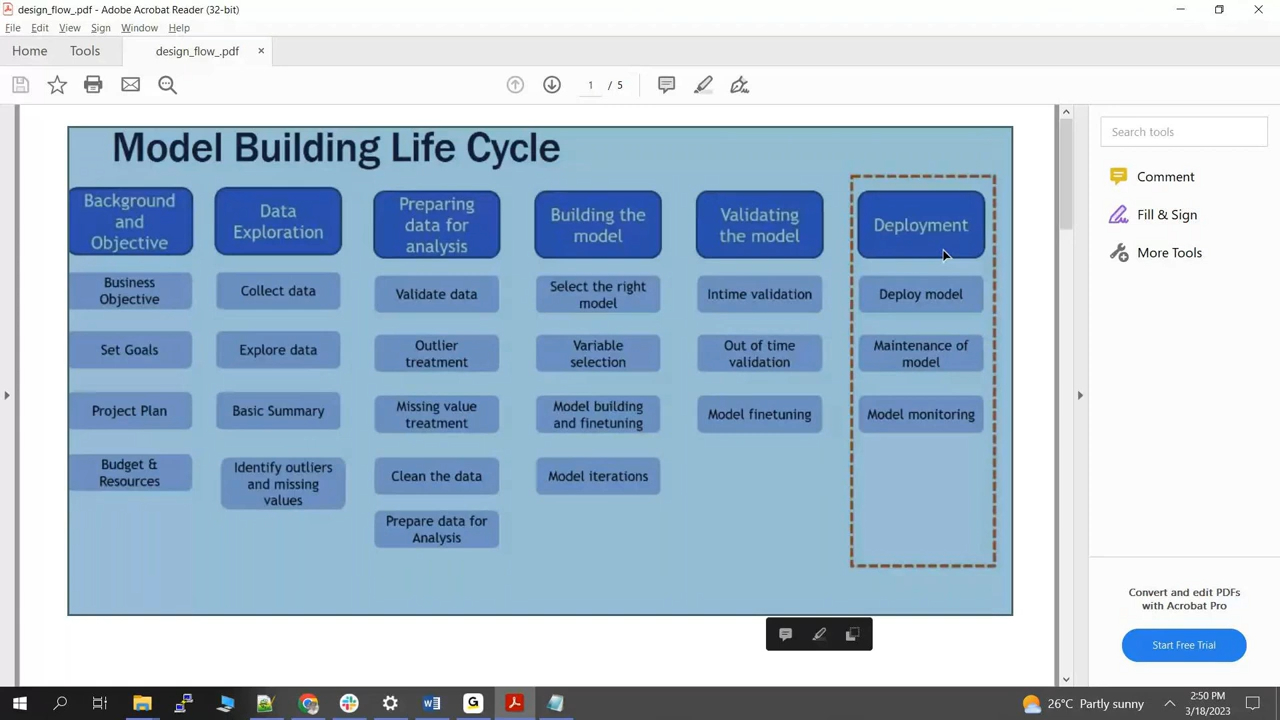 design_flow_.pdf - Adobe Acrobat Reader (32-bit)
File Edit View Sign Window Help
Home Tools design_flow_.pdf ×
1 / 5
Search tools
Comment
Fill & Sign
More Tools
Model Building Life Cycle
Background
and
Objective
Business
Objective
Set Goals
Project Plan
Budget &
Resources
Data
Exploration
Collect data
Explore data
Basic Summary
Identify outliers
and missing
values
Preparing
data for
analysis
Validate data
Outlier
treatment
Missing value
treatment
Clean the data
Prepare data for
Analysis
Building the
model
Select the right
model
Variable
selection
Model building
and finetuning
Model iterations
Validating
the model
Intime validation
Out of time
validation
Model finetuning
Deployment
Deploy model
Maintenance of
model
Model monitoring
Convert and edit PDFs
with Acrobat Pro
Start Free Trial
26°C Partly sunny
2:50 PM
3/18/2023